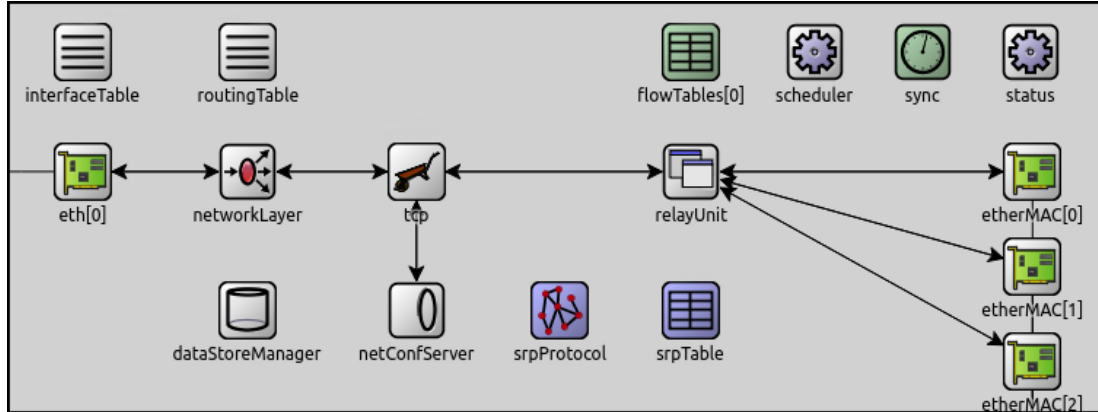 interfaceTable
routingTable
flowTables[0]
scheduler
sync
status
eth[0]
networkLayer
tcp
relayUnit
etherMAC[0]
etherMAC[1]
dataStoreManager
netConfServer
srpProtocol
srpTable
etherMAC[2]